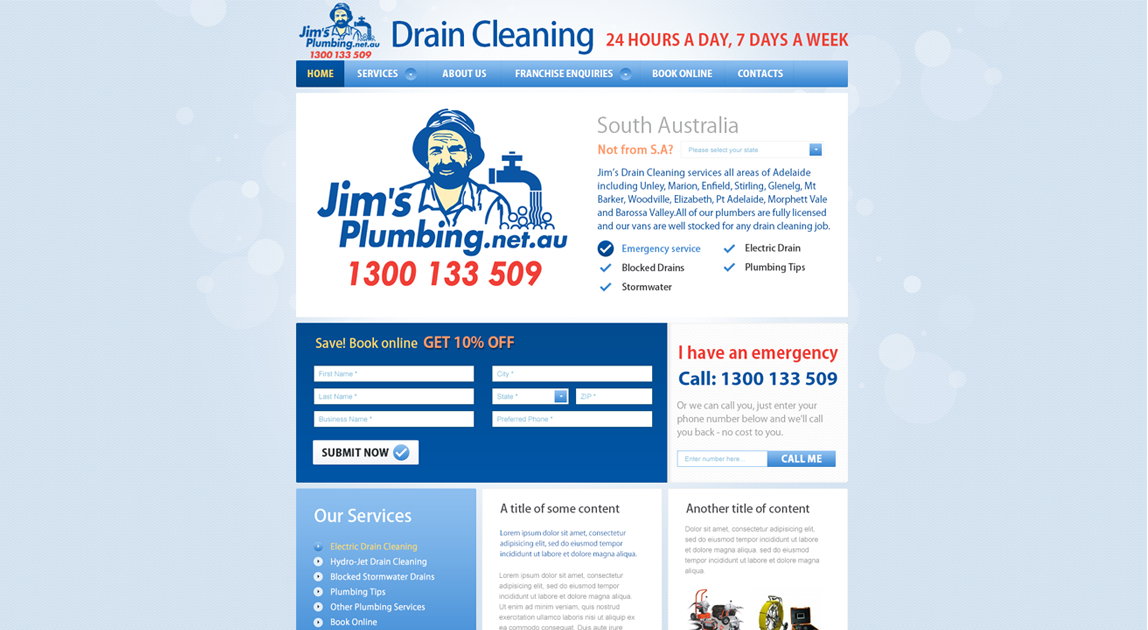 Jim's
Plumbing.net.au
1300 133 509
Drain Cleaning
24 HOURS A DAY, 7 DAYS A WEEK
HOME SERVICES ABOUT US FRANCHISE ENQUIRIES BOOK ONLINE CONTACTS
Jim's
Plumbing.net.au
1300 133 509
South Australia
Not from S.A? Please select your state
Jim's Drain Cleaning services all areas of Adelaide
including Unley, Marion, Enfield, Stirling, Glenelg, Mt
Barker, Woodville, Elizabeth, Pt Adelaide, Morphett Vale
and Barossa Valley.All of our plumbers are fully licensed
and our vans are well stocked for any drain cleaning job.
Emergency service Electric Drain
Blocked Drains Plumbing Tips
Stormwater
Save! Book online GET 10% OFF
First Name * City *
Last Name * State * ZIP *
Business Name * Preferred Phone *
SUBMIT NOW
I have an emergency
Call: 1300 133 509
Or we can call you, just enter your
phone number below and we'll call
you back - no cost to you.
Enter number here... CALL ME
Our Services
Electric Drain Cleaning
Hydro-Jet Drain Cleaning
Blocked Stormwater Drains
Plumbing Tips
Other Plumbing Services
Book Online
A title of some content
Lorem ipsum dolor sit amet, consectetur
adipisicing elit, sed do eiusmod tempor
incididunt ut labore et dolore magna aliqua.
Lorem ipsum dolor sit amet, consectetur
adipisicing elit, sed do eiusmod tempor
incididunt ut labore et dolore magna aliqua.
Ut enim ad minim veniam, quis nostrud
exercitation ullamco laboris nisi ut aliquip ex
ea commodo consequat. Duis aute irure
Another title of content
Dolor sit amet, consectetur adipisicing elit,
sed do eiusmod tempor incididunt ut labore
et dolore magna aliqua. sed do eiusmod
tempor incididunt ut labore et dolore magna
aliqua.